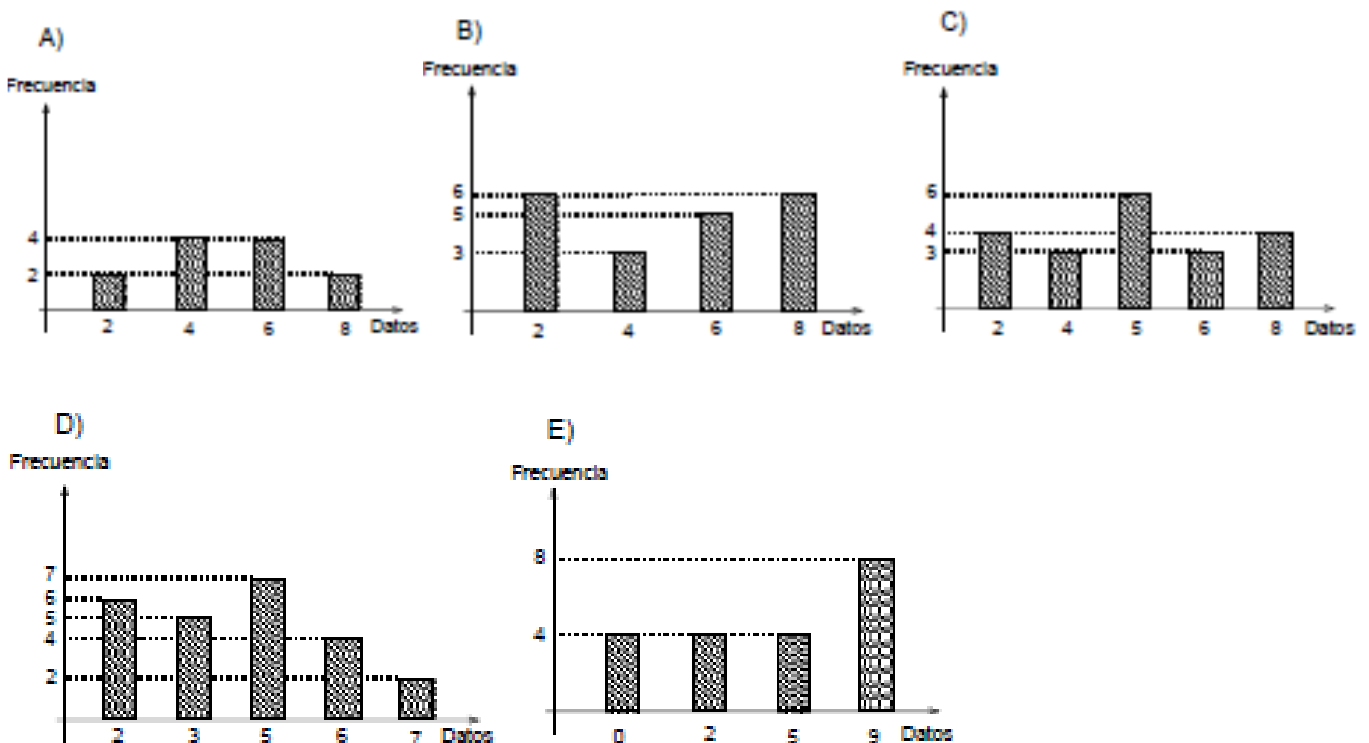 A)
Frecuencia
4
2
2 4 6 8 Datos
B)
Frecuencia
6
5
3
2 4 6 8 Datos
C)
Frecuencia
6
4
3
2 4 5 6 8 Datos
D)
Frecuencia
7
6
5
4
2
2 3 5 6 7 Datos
E)
Frecuencia
8
4
0 2 5 9 Datos